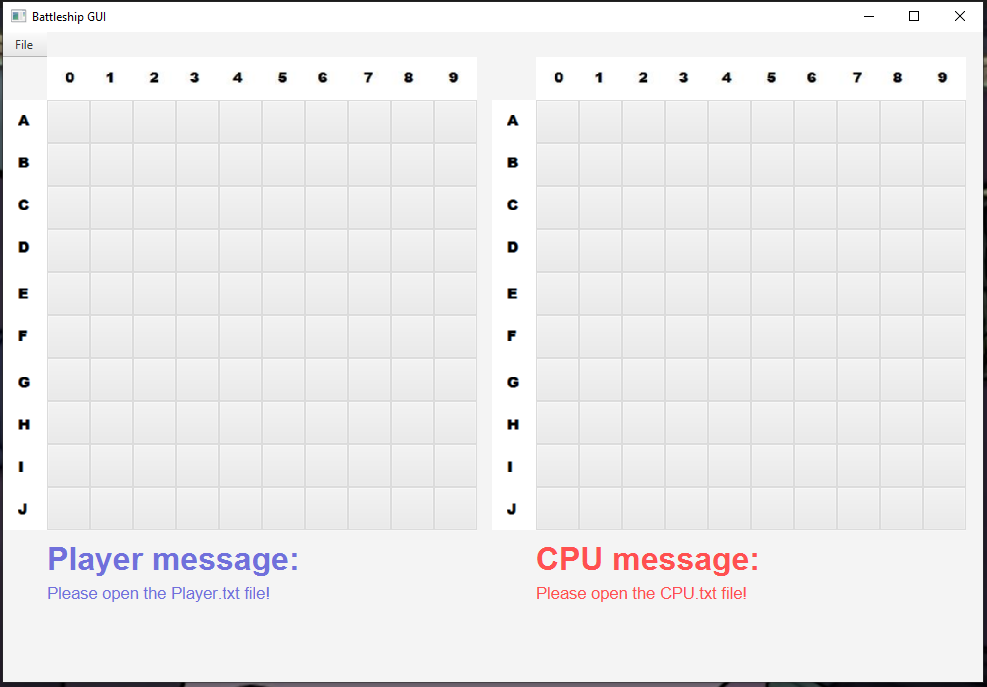 Battleship GUI
File
0 1 2 3 4 5 6 7 8 9
A
B
C
D
E
F
G
H
I
J
0 1 2 3 4 5 6 7 8 9
A
B
C
D
E
F
G
H
I
J
Player message:
Please open the Player.txt file!
CPU message:
Please open the CPU.txt file!